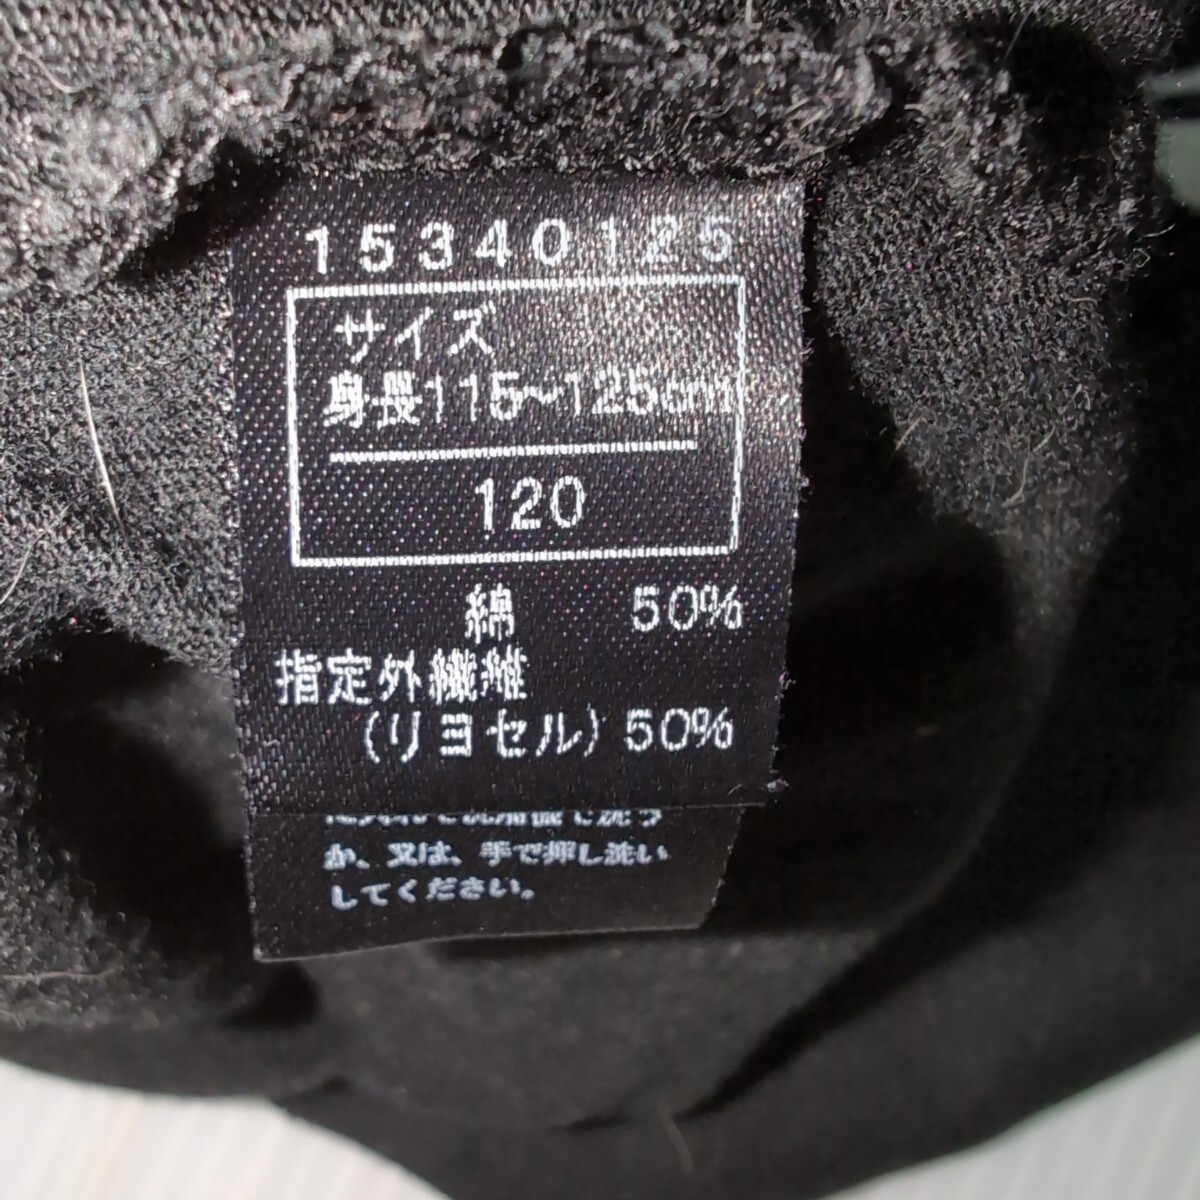 15340125
サイズ
身長115~125cm
120
綿 50%
指定外繊維
(リヨセル) 50%
か、又は、手で押し洗い
してください。